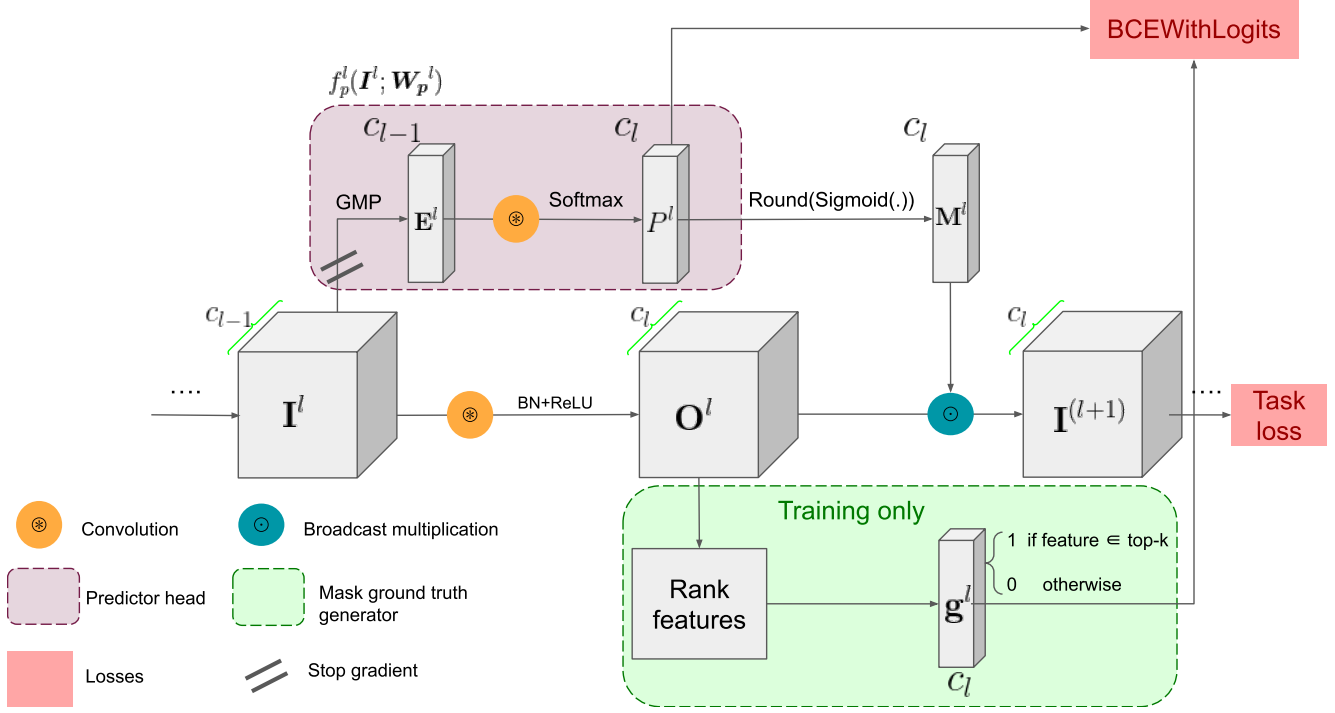 BCEWithLogits
f_p^l(I^l; W_p^l)
c_{l-1}
c_l
c_l
GMP
E^l
⊛
Softmax
P^l
Round(Sigmoid(.))
M^l
c_{l-1}
c_l
c_l
....
I^l
⊛
BN+ReLU
O^l
⊙
I^{(l+1)}
....
Task
loss
Training only
Rank
features
g^l
c_l
1 if feature ∈ top-k
0 otherwise
⊛
Convolution
⊙
Broadcast multiplication
Predictor head
Mask ground truth
generator
Losses
Stop gradient